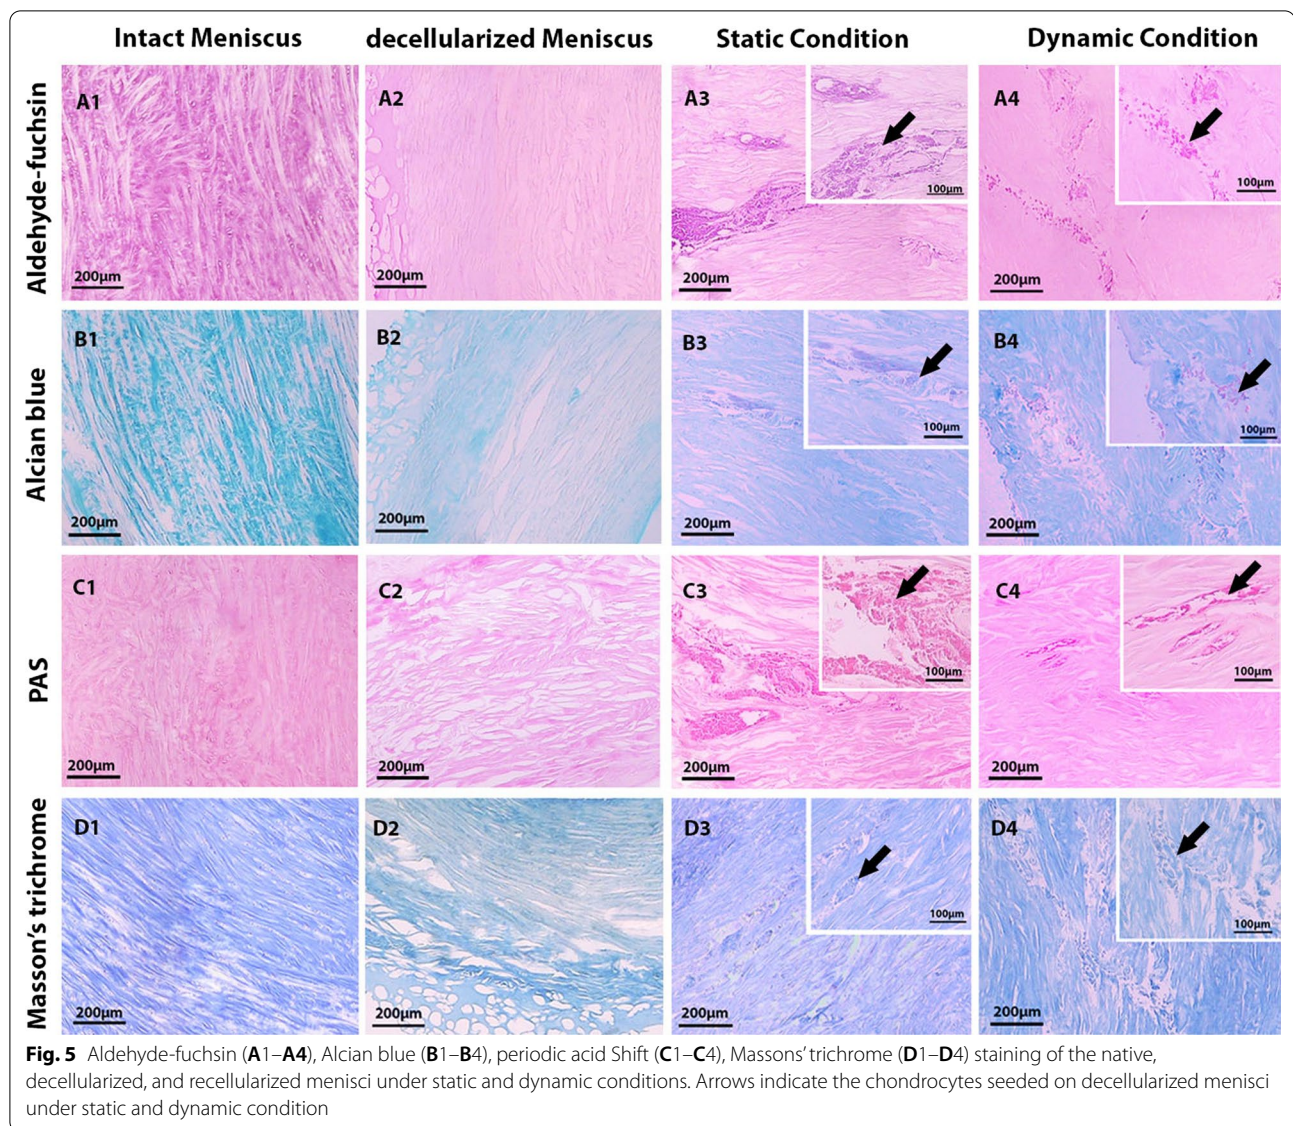 Intact Meniscus decellularized Meniscus Static Condition Dynamic Condition
Aldehyde-fuchsin
A1 A2 A3 A4
100µm 100µm
200µm 200µm 200µm 200µm
Alcian blue
B1 B2 B3 B4
100µm 100µm
200µm 200µm 200µm 200µm
PAS
C1 C2 C3 C4
100µm 100µm
200µm 200µm 200µm 200µm
Masson's trichrome
D1 D2 D3 D4
100µm 100µm
200µm 200µm 200µm 200µm
Fig. 5 Aldehyde-fuchsin (A1–A4), Alcian blue (B1–B4), periodic acid Shift (C1–C4), Massons' trichrome (D1–D4) staining of the native,
decellularized, and recellularized menisci under static and dynamic conditions. Arrows indicate the chondrocytes seeded on decellularized menisci
under static and dynamic condition